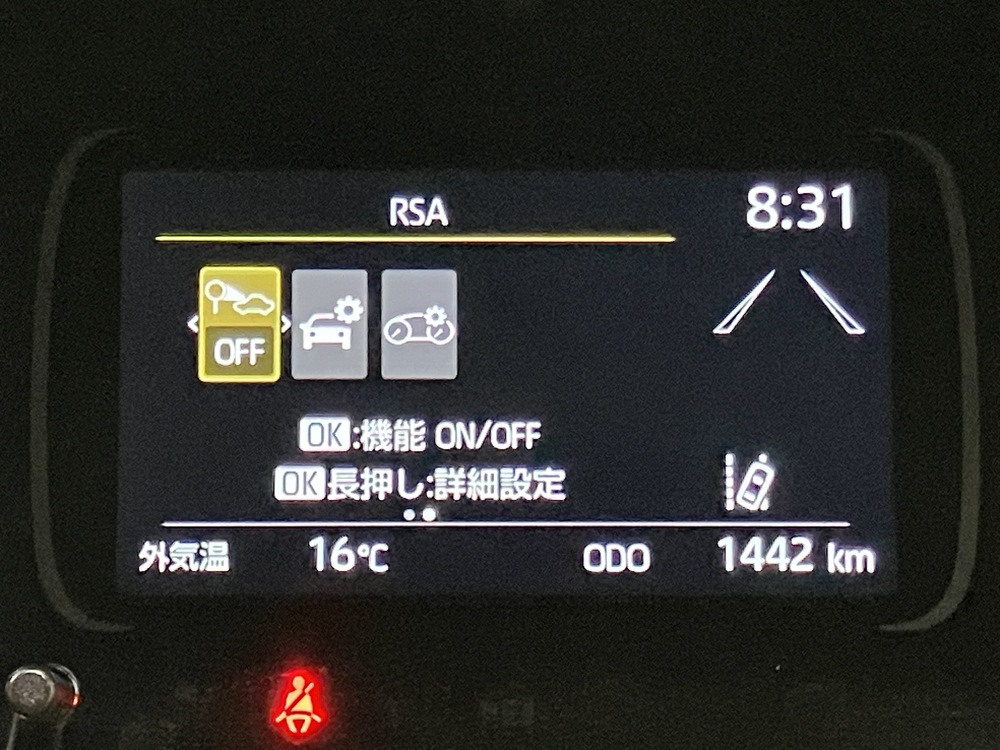 RSA
8:31
OFF
OK:機能 ON/OFF
OK長押し:詳細設定
外気温 16℃ ODO 1442 km